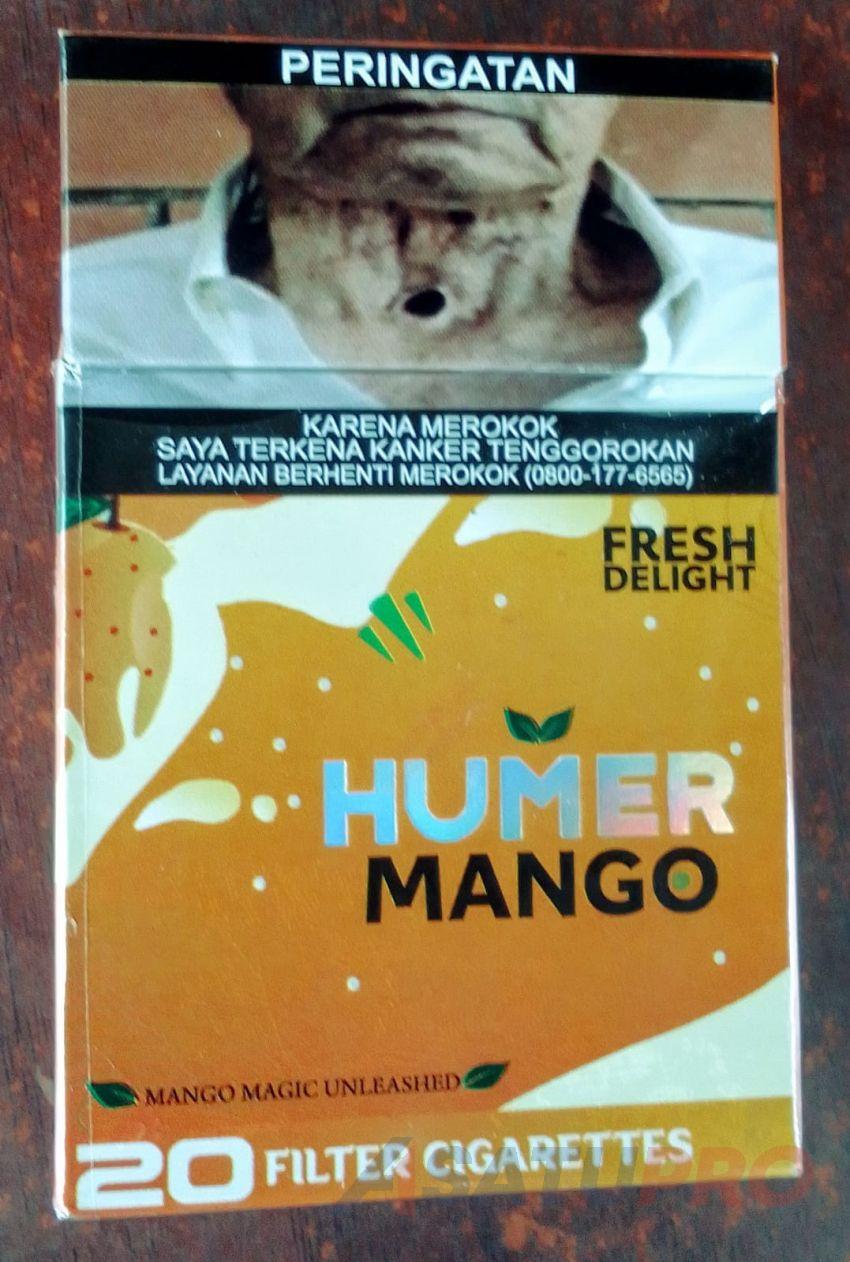 PERINGATAN
KARENA MEROKOK
SAYA TERKENA KANKER TENGGOROKAN
LAYANAN BERHENTI MEROKOK (0800-177-6565)
FRESH
DELIGHT
HUMER
MANGO
MANGO MAGIC UNLEASHED
20 FILTER CIGARETTES
ASATUPRO